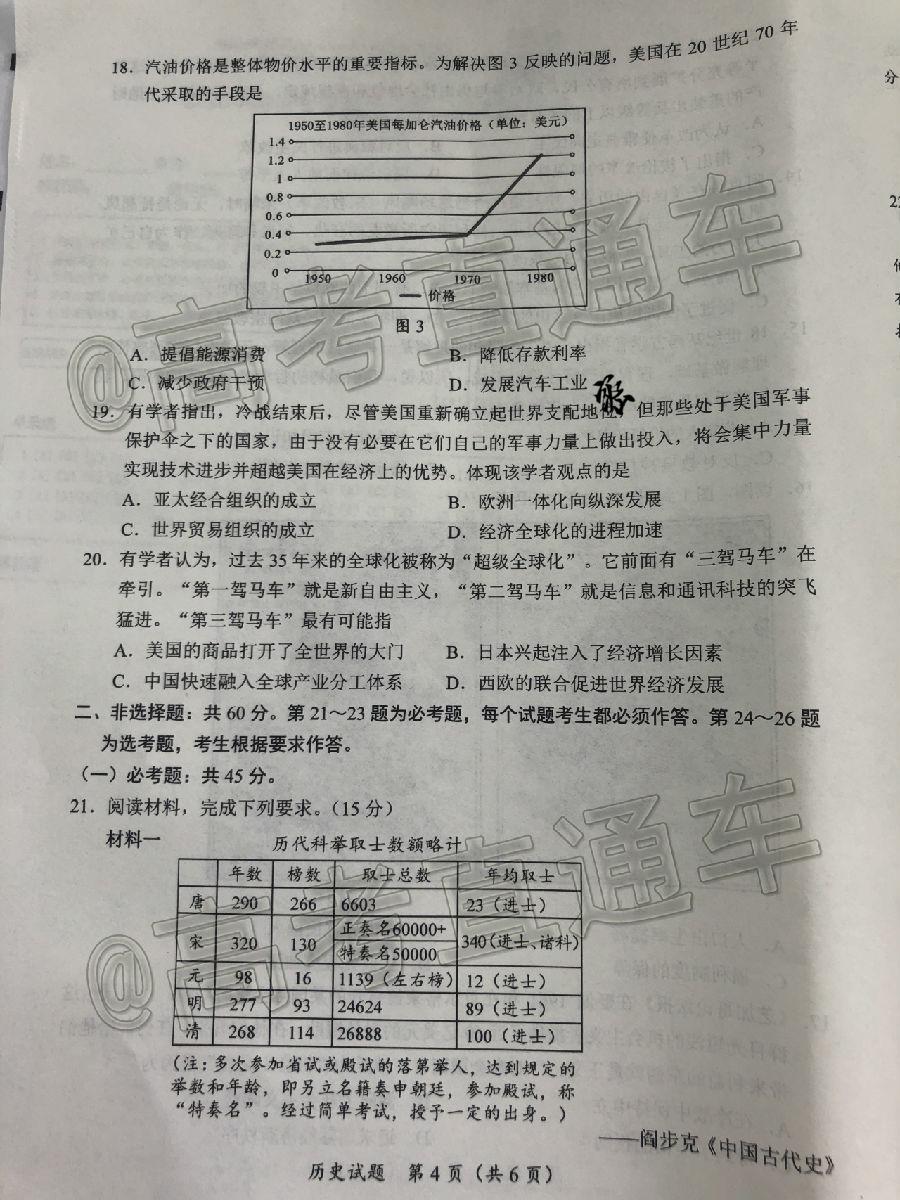 18．汽油价格是整体物价水平的重要指标。为解决图 3 反映的问题，美国在 20 世纪 70 年
代采取的手段是
1950至1980年美国每加仑汽油价格（单位：美元）
1.4
1.2
1
0.8
0.6
0.4
0.2
0
1950 1960 1970 1980
价格
图 3
A．提倡能源消费 B．降低存款利率
C．减少政府干预 D．发展汽车工业
19．有学者指出，冷战结束后，尽管美国重新确立起世界支配地位，但那些处于美国军事
保护伞之下的国家，由于没有必要在它们自己的军事力量上做出投入，将会集中力量
实现技术进步并超越美国在经济上的优势。体现该学者观点的是
A．亚太经合组织的成立 B．欧洲一体化向纵深发展
C．世界贸易组织的成立 D．经济全球化的进程加速
20．有学者认为，过去 35 年来的全球化被称为“超级全球化”。它前面有“三驾马车”在
牵引。“第一驾马车”就是新自由主义，“第二驾马车”就是信息和通讯科技的突飞
猛进。“第三驾马车”最有可能指
A．美国的商品打开了全世界的大门 B．日本兴起注入了经济增长因素
C．中国快速融入全球产业分工体系 D．西欧的联合促进世界经济发展
二、非选择题：共 60 分。第 21～23 题为必考题，每个试题考生都必须作答。第 24～26 题
为选考题，考生根据要求作答。
（一）必考题：共 45 分。
21．阅读材料，完成下列要求。（15 分）
材料一 历代科举取士数额略计
年数 榜数 取士总数 年均取士
唐 290 266 6603 23（进士）
宋 320 130 正奏名60000+ 340（进士、诸科）
特奏名50000
元 98 16 1139（左右榜） 12（进士）
明 277 93 24624 89（进士）
清 268 114 26888 100（进士）
（注：多次参加省试或殿试的落第举人，达到规定的
举数和年龄，即另立名籍奏申朝廷，参加殿试，称
“特奏名”。经过简单考试，授予一定的出身。）
——阎步克《中国古代史》
历史试题 第 4 页（共 6 页）
@高考直通车
@高考直通车
分